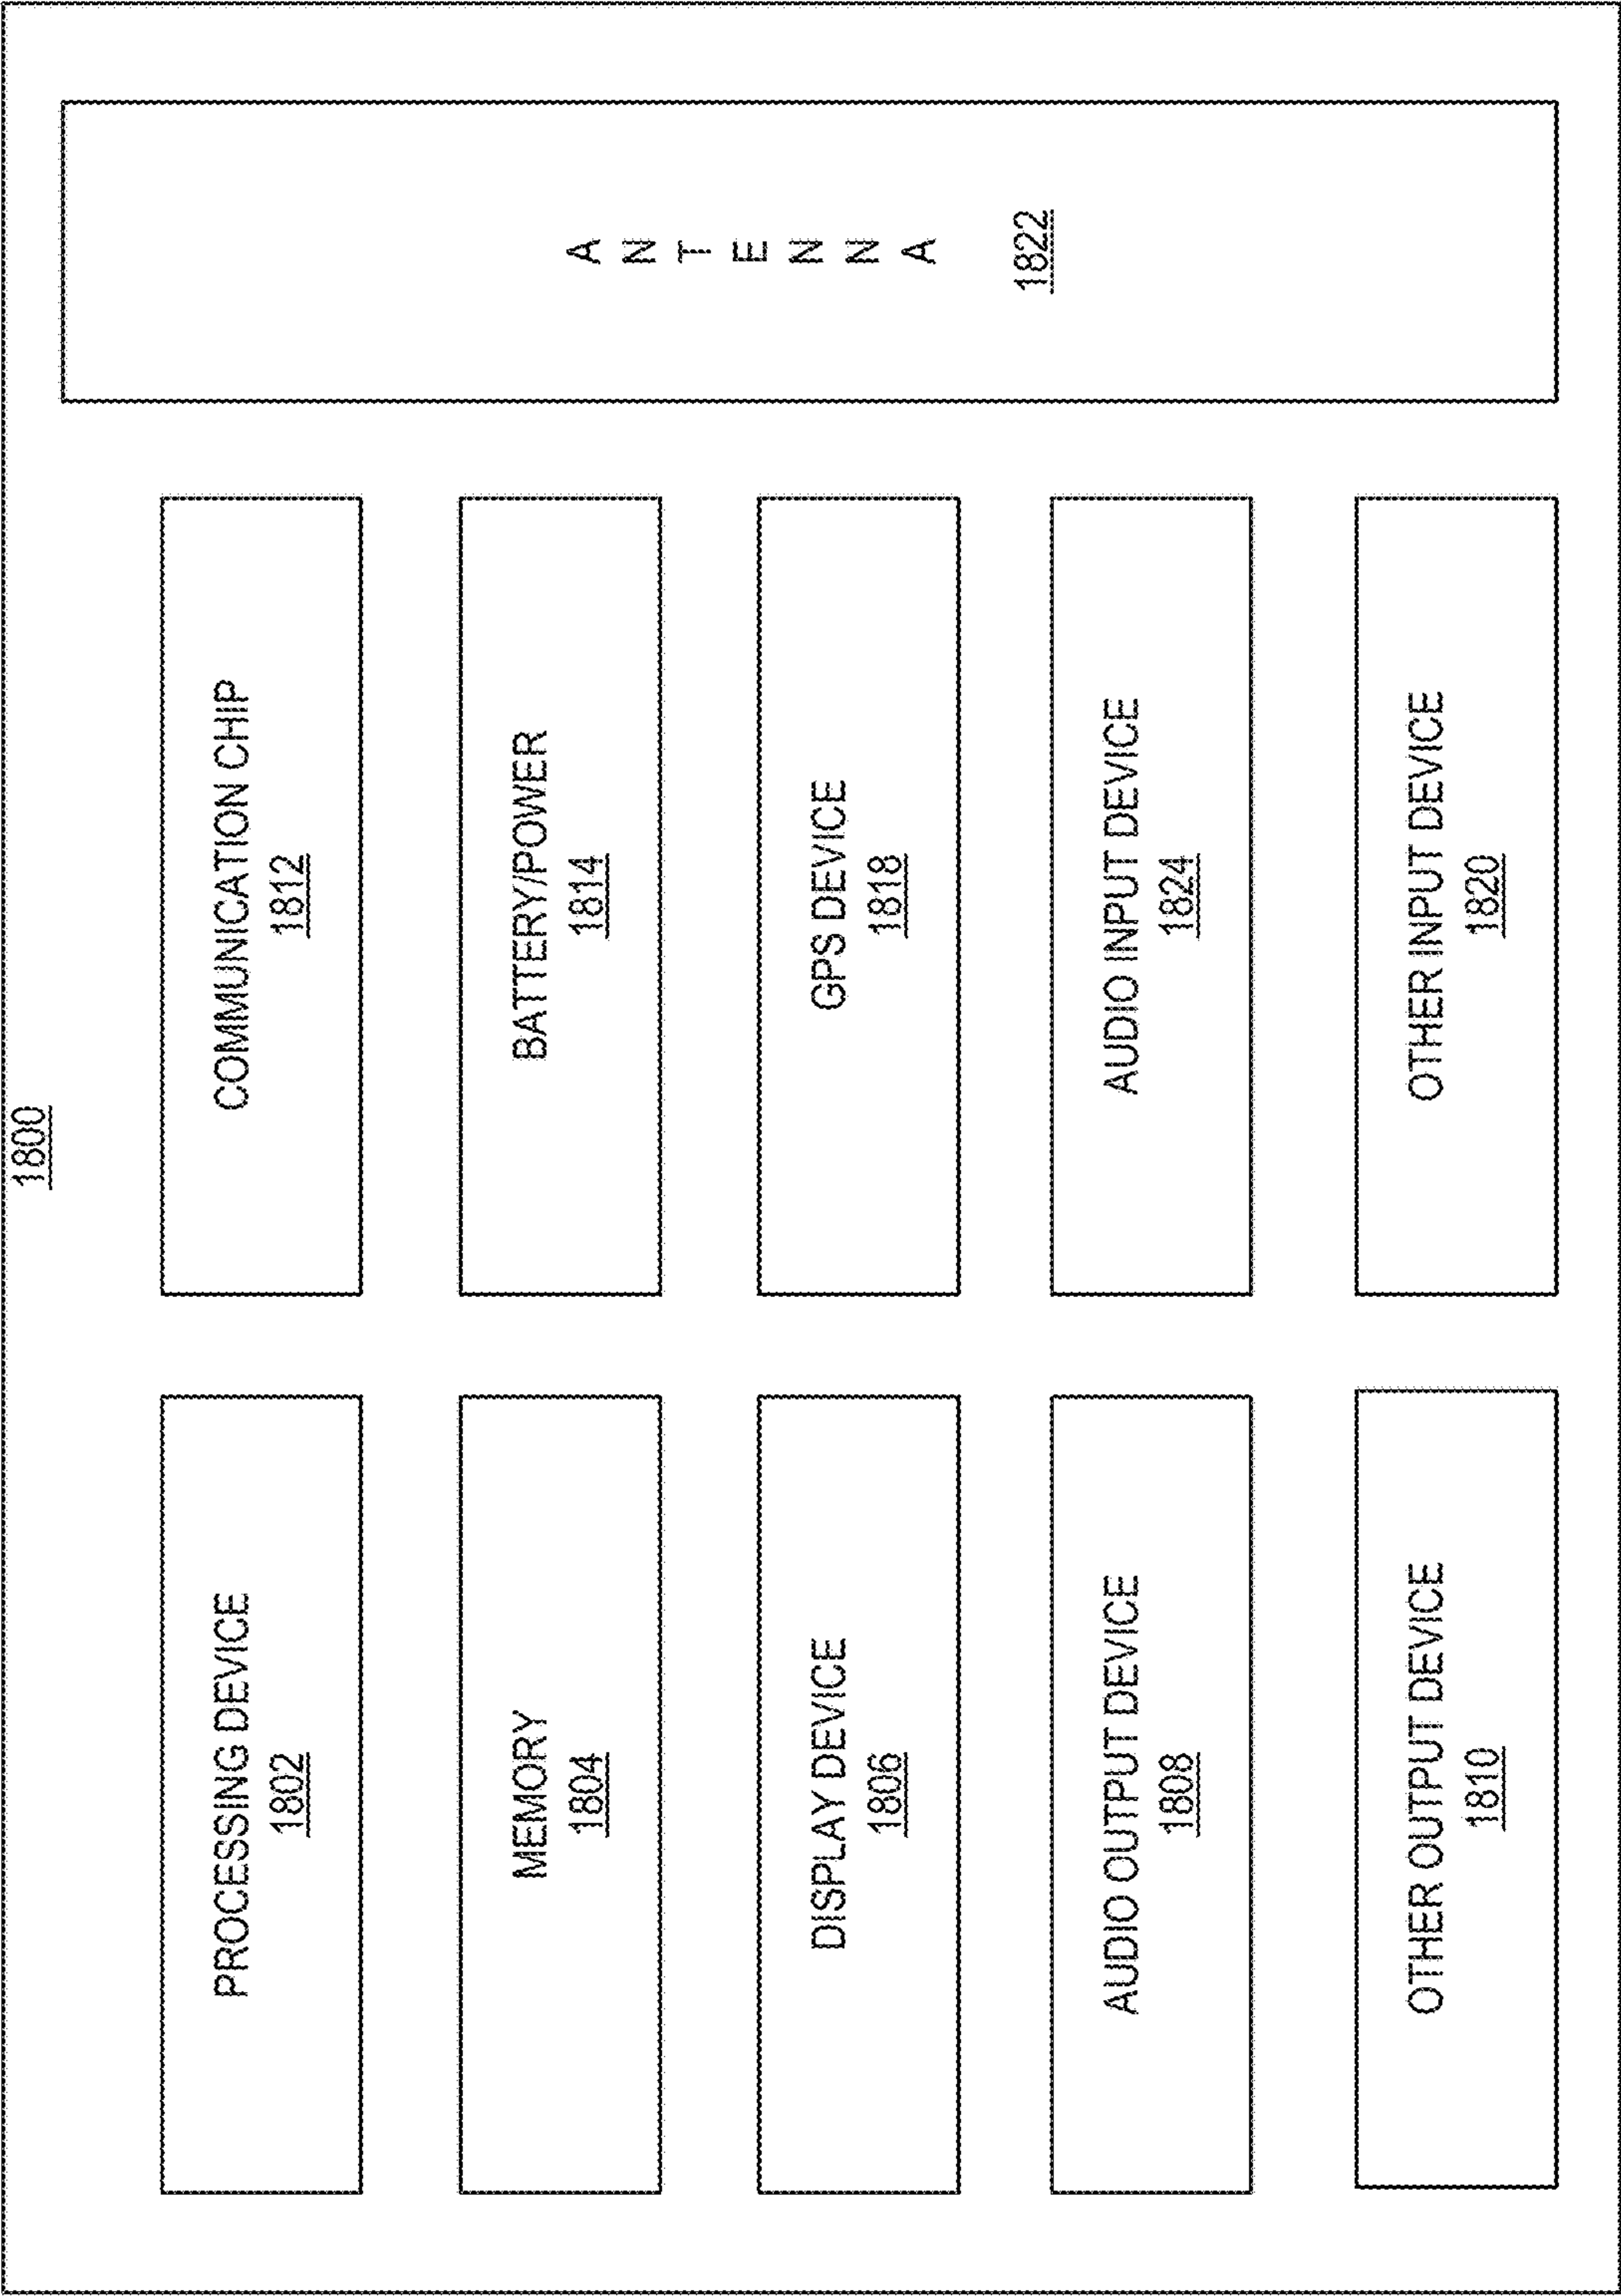 1800
PROCESSING DEVICE
1802
COMMUNICATION CHIP
1812
MEMORY
1804
BATTERY/POWER
1814
DISPLAY DEVICE
1806
GPS DEVICE
1818
AUDIO OUTPUT DEVICE
1808
AUDIO INPUT DEVICE
1824
OTHER OUTPUT DEVICE
1810
OTHER INPUT DEVICE
1820
A
N
T
E
N
N
A
1822